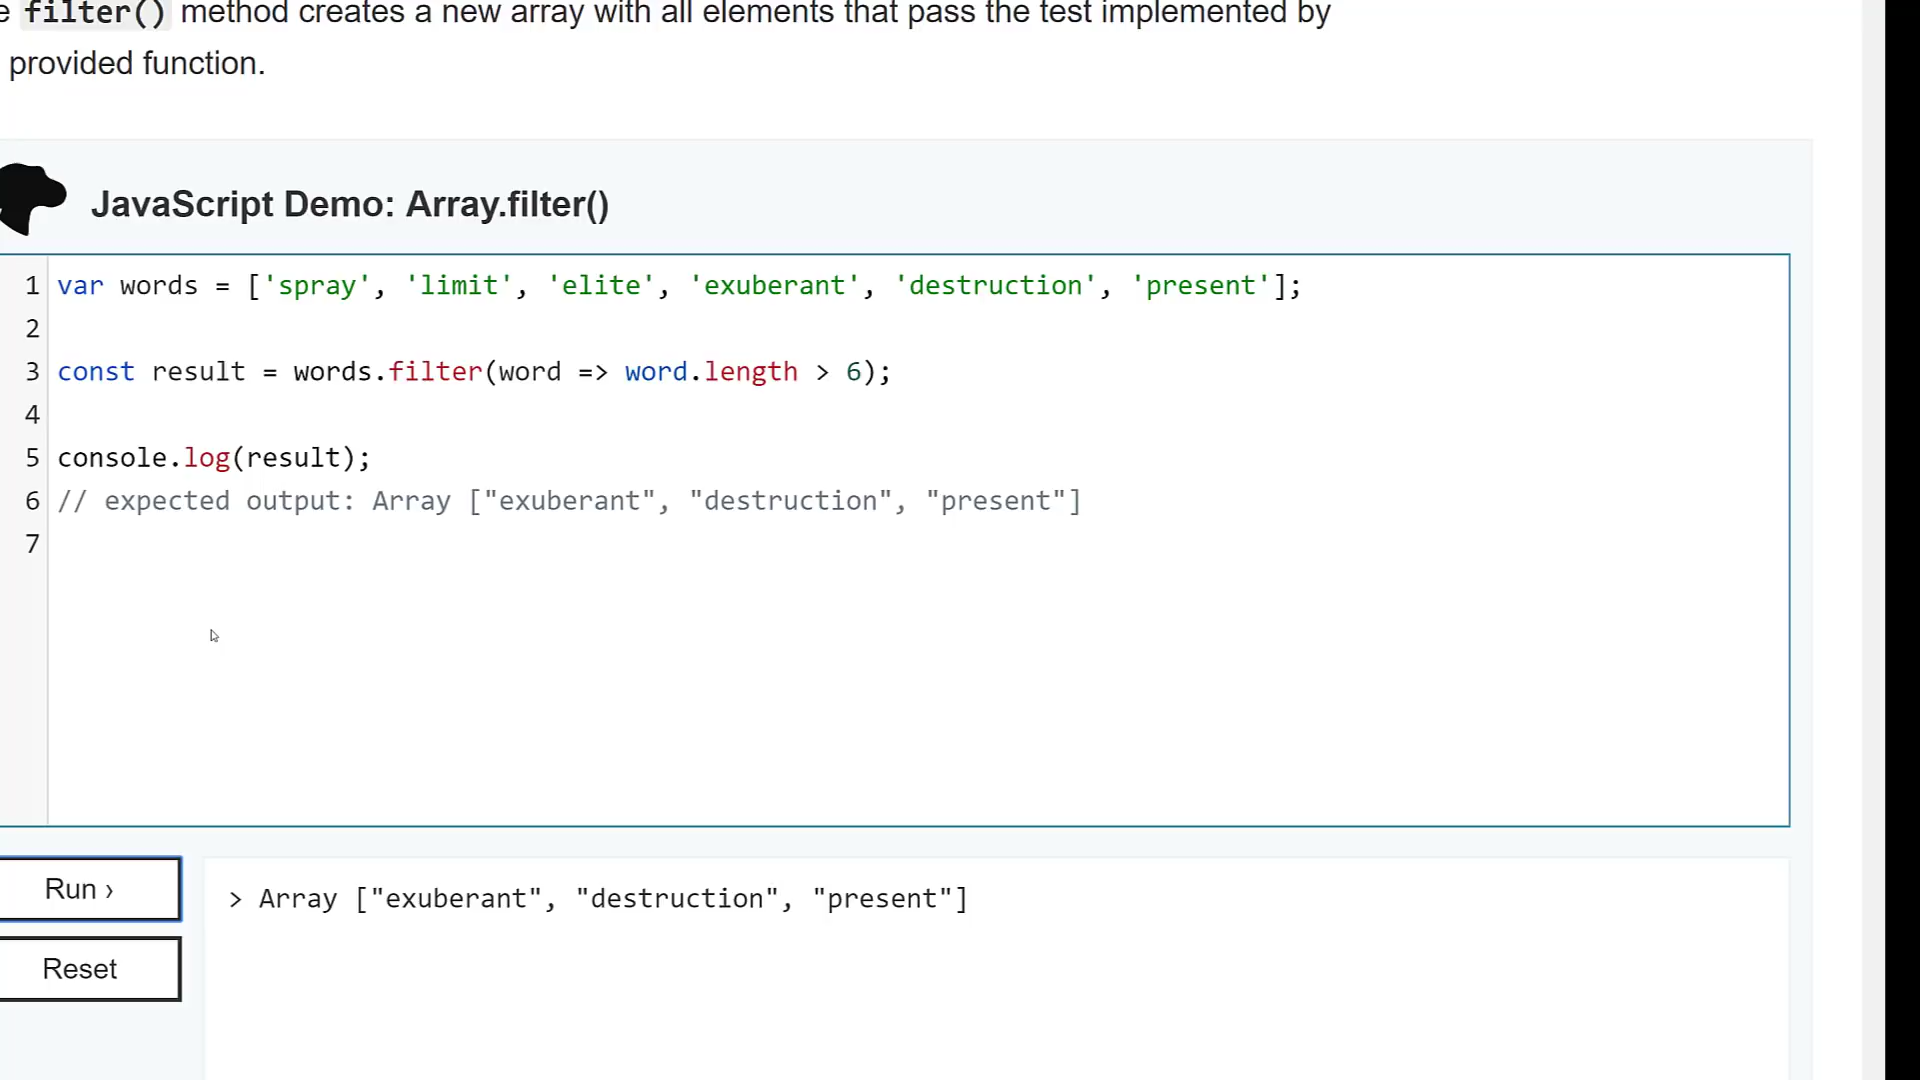 filter() method creates a new array with all elements that pass the test implemented by
provided function.
JavaScript Demo: Array.filter()
1 var words = ['spray', 'limit', 'elite', 'exuberant', 'destruction', 'present'];
2
3 const result = words.filter(word => word.length > 6);
4
5 console.log(result);
6 // expected output: Array ["exuberant", "destruction", "present"]
7
Run ›
> Array ["exuberant", "destruction", "present"]
Reset